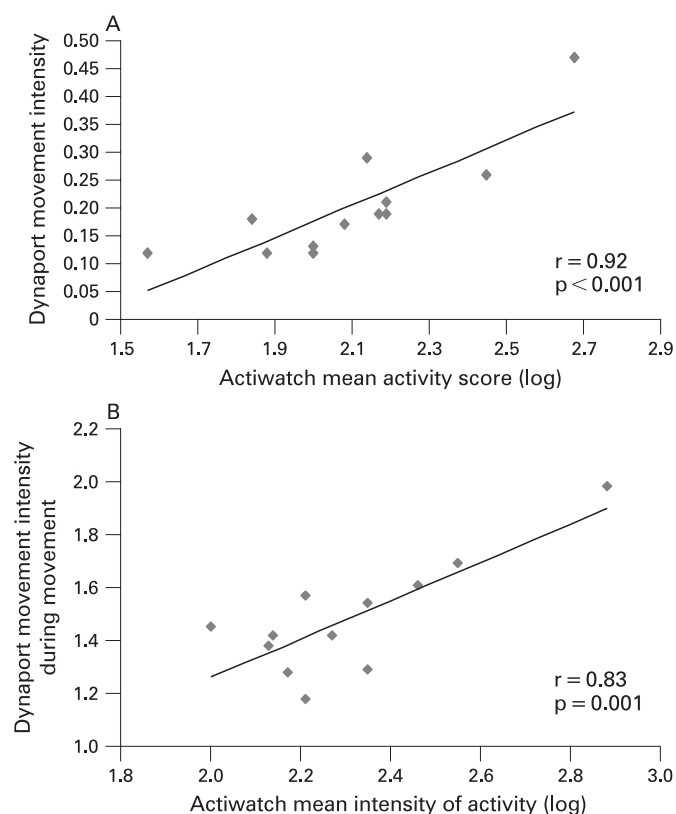 A
0.50
0.45
0.40
0.35
0.30
0.25
0.20
0.15
0.10
0.05
0
Dynaport movement intensity
r = 0.92
p < 0.001
1.5 1.7 1.9 2.1 2.3 2.5 2.7 2.9
Actiwatch mean activity score (log)
B
2.2
2.0
1.8
1.6
1.4
1.2
1.0
Dynaport movement intensity
during movement
r = 0.83
p = 0.001
1.8 2.0 2.2 2.4 2.6 2.8 3.0
Actiwatch mean intensity of activity (log)